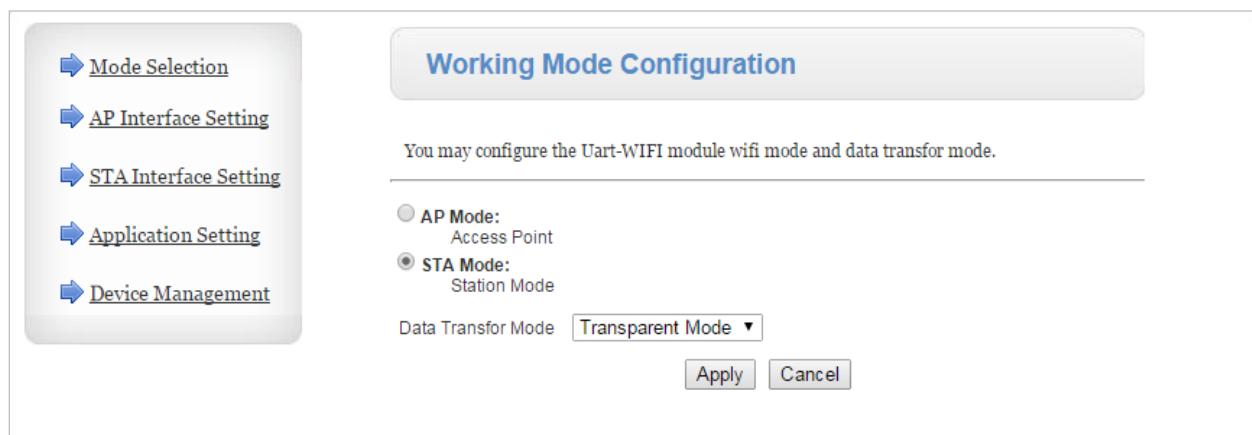 Mode Selection
AP Interface Setting
STA Interface Setting
Application Setting
Device Management
Working Mode Configuration
You may configure the Uart-WIFI module wifi mode and data transfor mode.
AP Mode:
Access Point
STA Mode:
Station Mode
Data Transfor Mode Transparent Mode
Apply Cancel